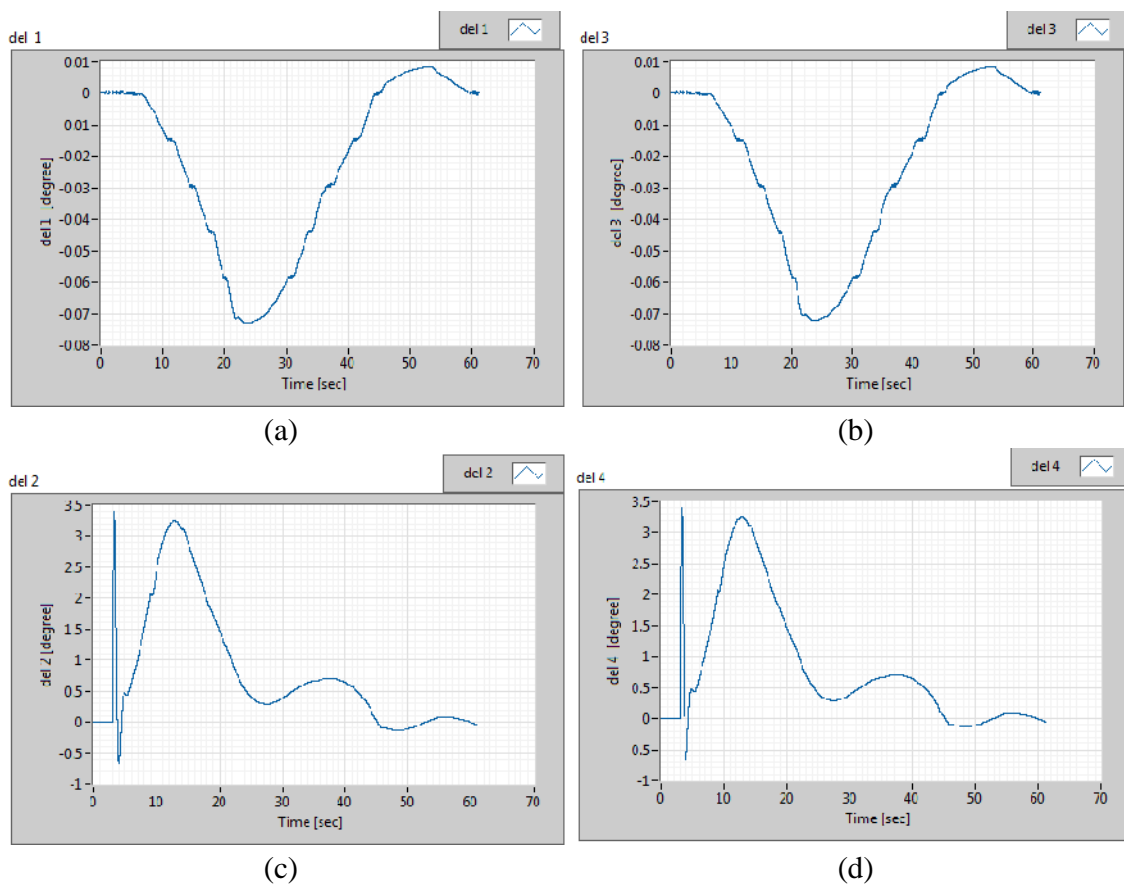 del 1
del 1
0.01
0
0.01
-0.02
-0.03
-0.04
-0.05
-0.06
-0.07
-0.08
del 1 [degree]
0 10 20 30 40 50 60 70
Time [sec]
(a)
del 3
del 3
0.01
0
0.01
-0.02
-0.03
-0.04
-0.05
-0.06
-0.07
-0.08
del 3 [degree]
0 10 20 30 40 50 60 70
Time [sec]
(b)
del 2
del 2
3.5
3
2.5
2
1.5
1
0.5
0
-0.5
-1
del 2 [degree]
0 10 20 30 40 50 60 70
Time [sec]
(c)
del 4
del 4
3.5
3
2.5
2
1.5
1
0.5
0
0.5
-1
del 4 [degree]
0 10 20 30 40 50 60 70
Time [sec]
(d)